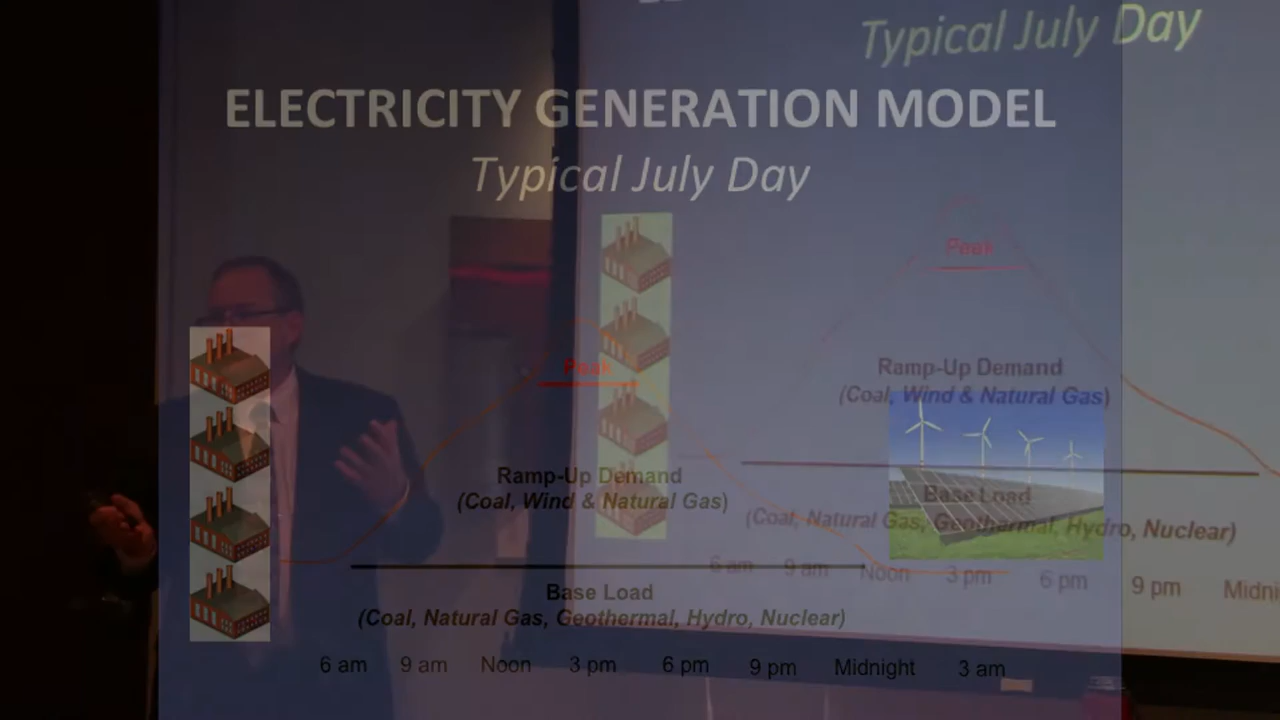 Typical July Day
ELECTRICITY GENERATION MODEL
Typical July Day
Peak
Ramp-Up Demand
(Coal, Wind & Natural Gas)
Base Load
(Coal, Natural Gas, Geothermal, Hydro, Nuclear)
6 am 9 am Noon 3 pm 6 pm 9 pm
Peak
Ramp-Up Demand
(Coal, Wind & Natural Gas)
Base Load
(Coal, Natural Gas, Geothermal, Hydro, Nuclear)
6 am 9 am Noon 3 pm 6 pm 9 pm Midnight 3 am